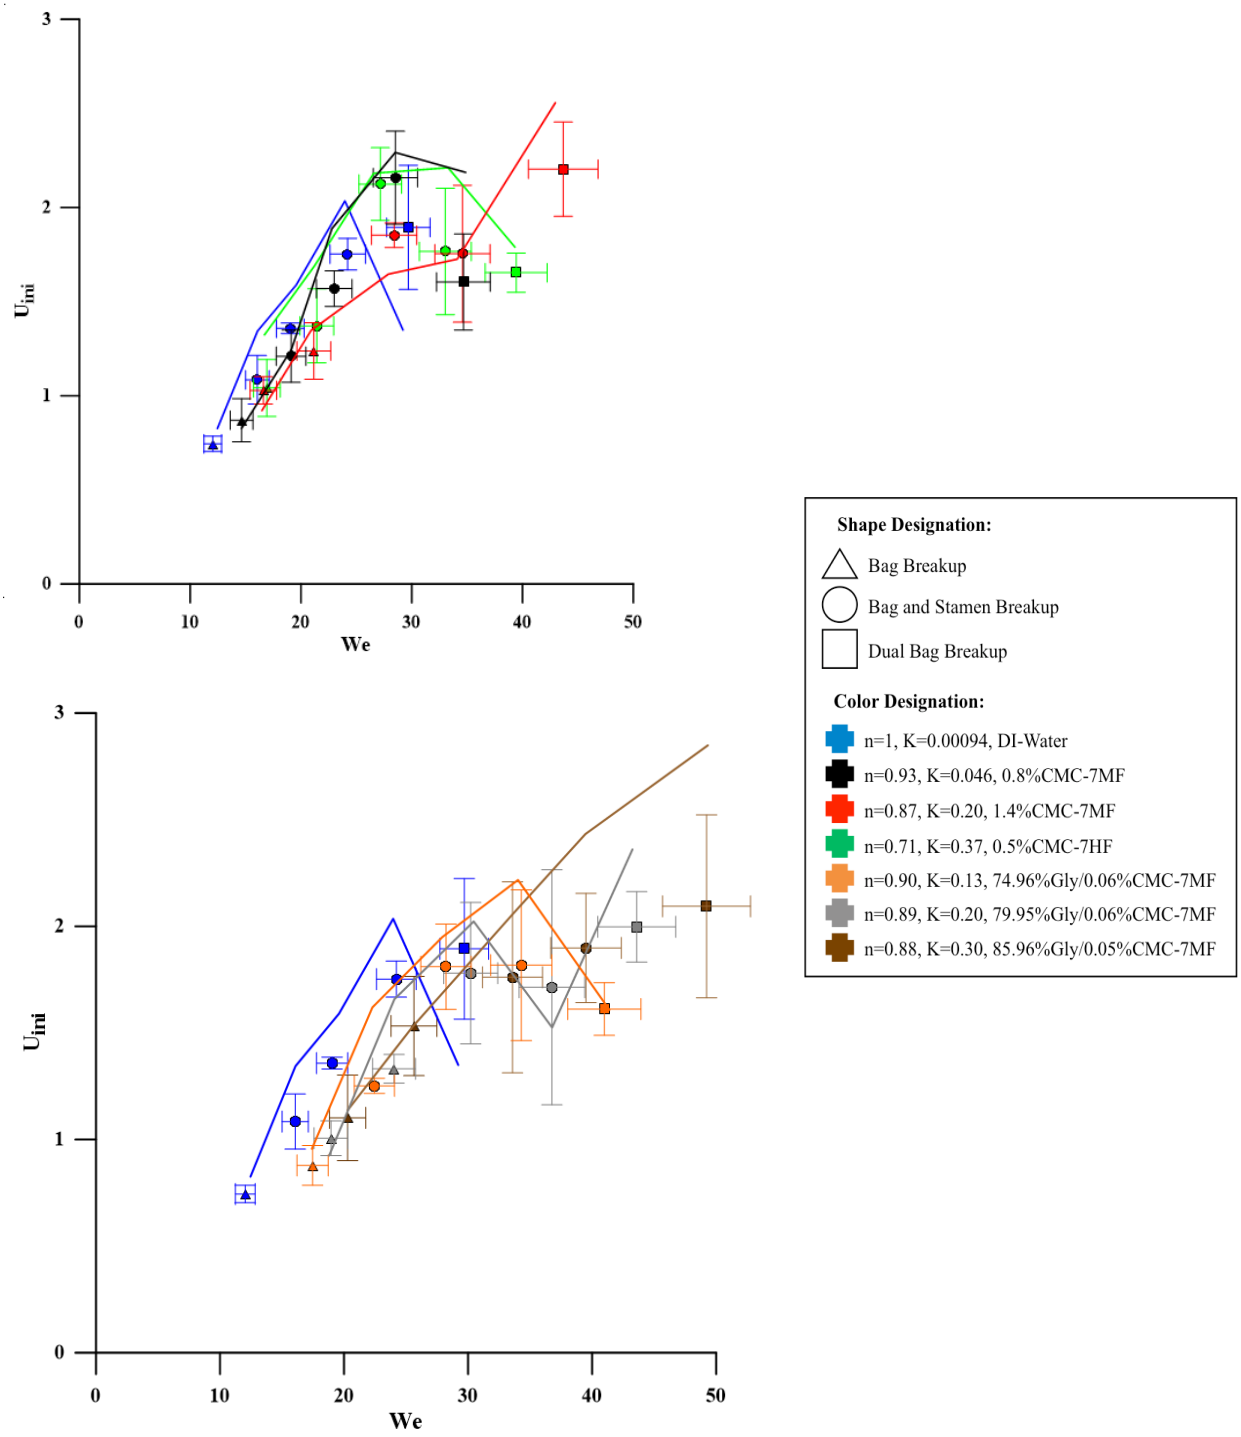 3
2
U_ini
1
0
0 10 20 30 40 50
We
Shape Designation:
Bag Breakup
Bag and Stamen Breakup
Dual Bag Breakup
Color Designation:
n=1, K=0.00094, DI-Water
n=0.93, K=0.046, 0.8%CMC-7MF
n=0.87, K=0.20, 1.4%CMC-7MF
n=0.71, K=0.37, 0.5%CMC-7HF
n=0.90, K=0.13, 74.96%Gly/0.06%CMC-7MF
n=0.89, K=0.20, 79.95%Gly/0.06%CMC-7MF
n=0.88, K=0.30, 85.96%Gly/0.05%CMC-7MF
3
2
U_ini
1
0
0 10 20 30 40 50
We